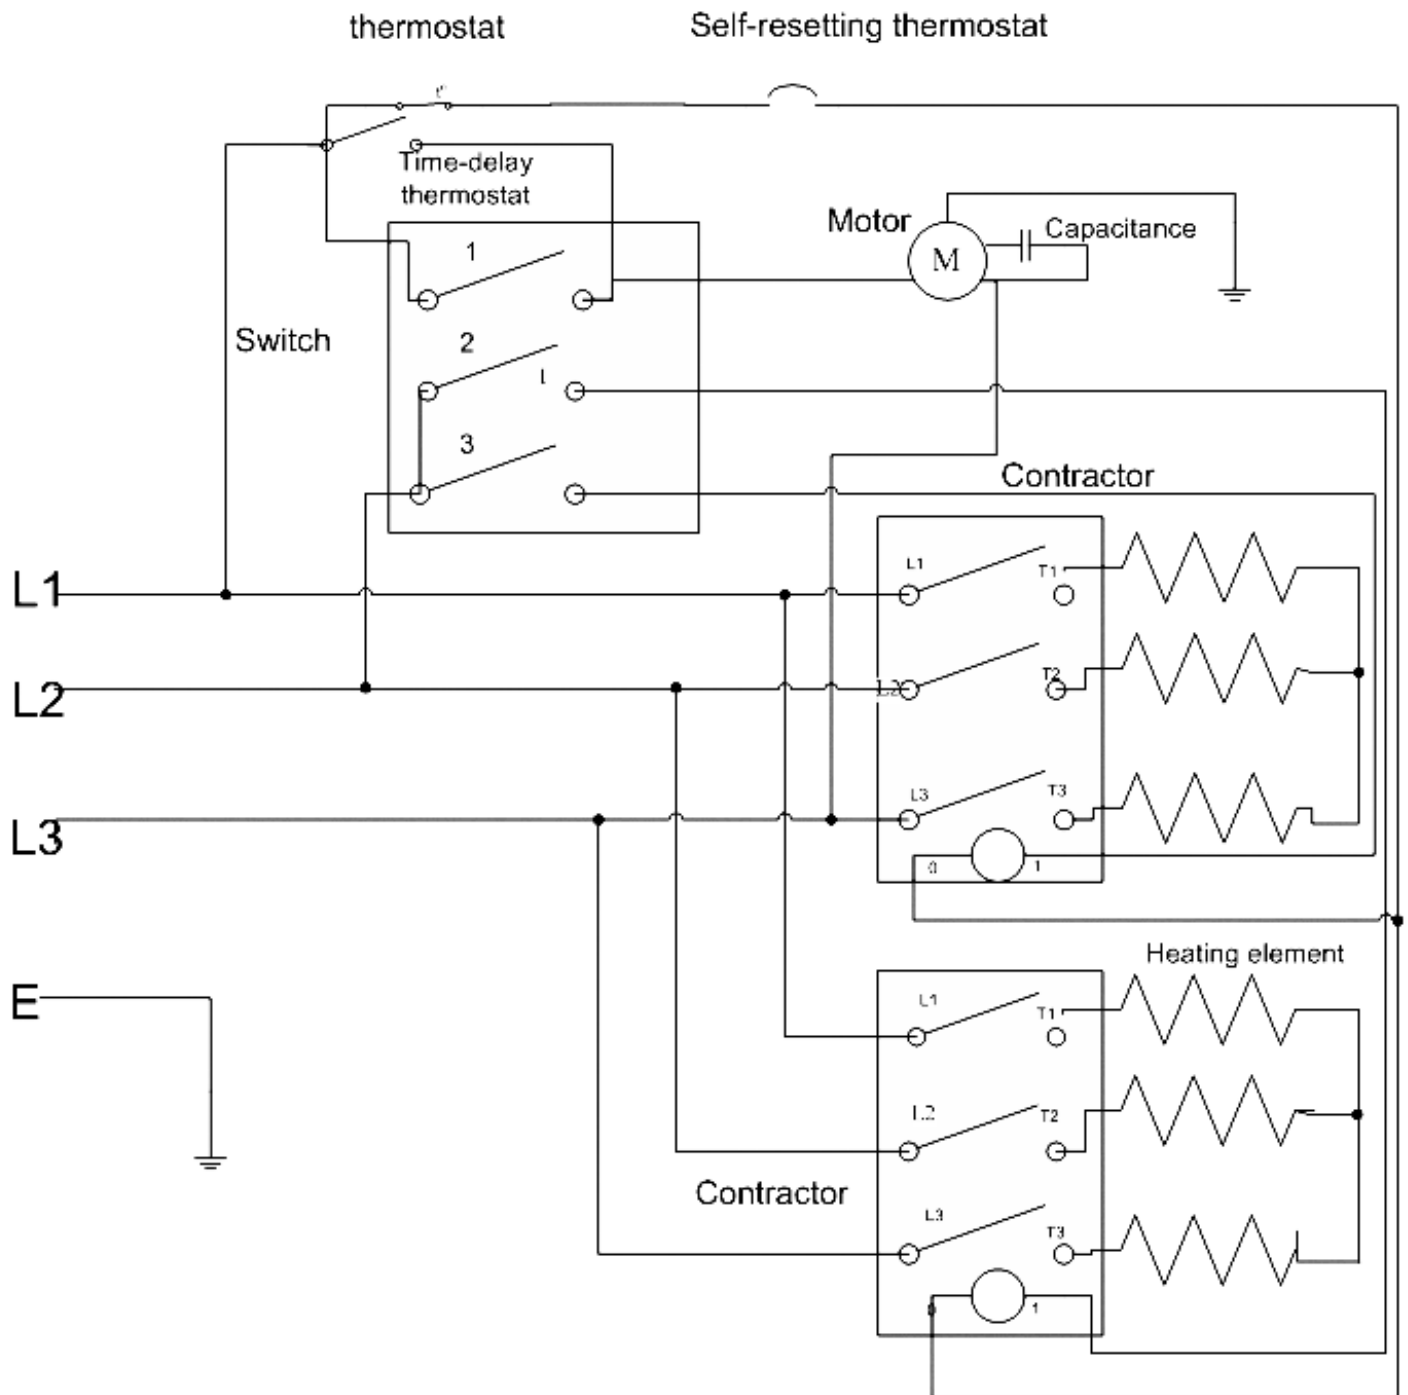 thermostat
Self-resetting thermostat
Time-delay
thermostat
1
Motor
Capacitance
M
Switch
2
3
Contractor
L1
L1
T1
L2
L2
T2
L3
L3
T3
0
1
E
Heating element
L1
T1
L2
T2
Contractor
L3
T3
0
1